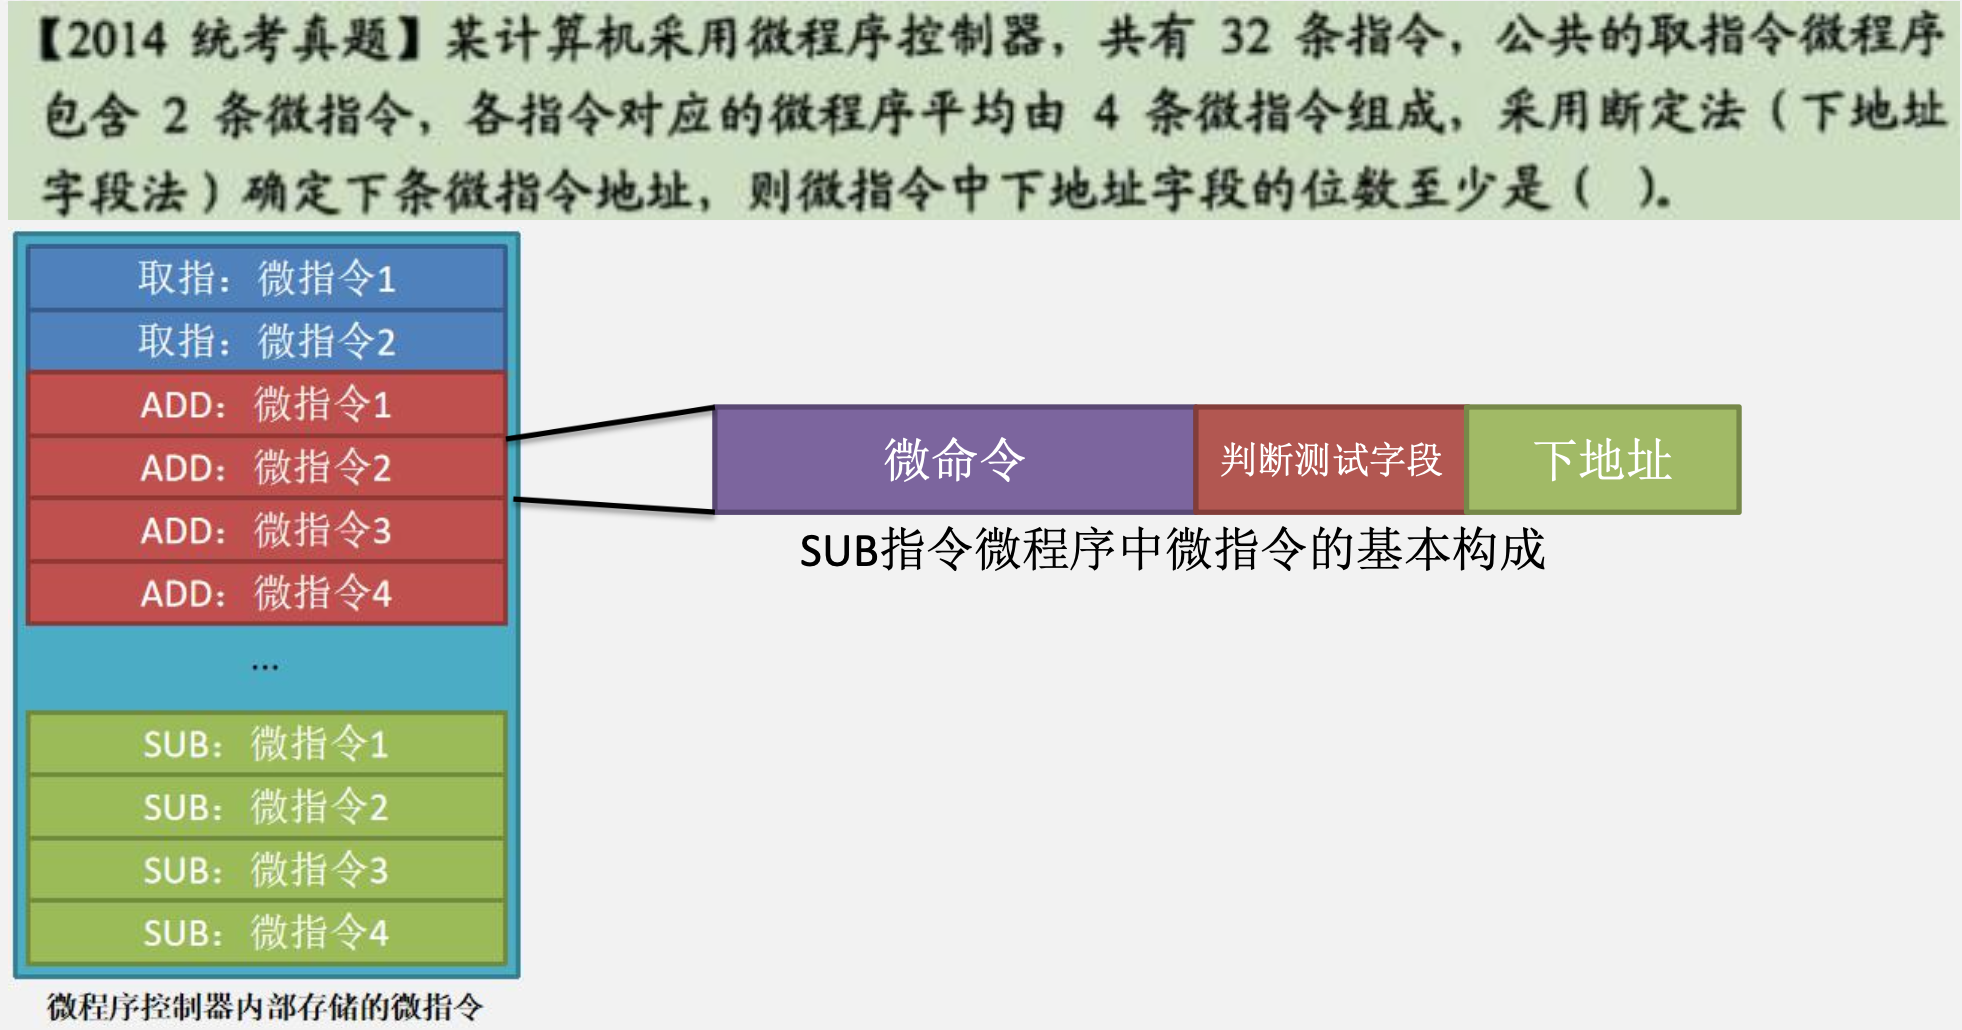 【2014 统考真题】某计算机采用微程序控制器，共有 32 条指令，公共的取指令微程序
包含 2 条微指令，各指令对应的微程序平均由 4 条微指令组成，采用断定法（下地址
字段法）确定下条微指令地址，则微指令中下地址字段的位数至少是（ ）。
取指：微指令1
取指：微指令2
ADD：微指令1
ADD：微指令2
ADD：微指令3
ADD：微指令4
...
SUB：微指令1
SUB：微指令2
SUB：微指令3
SUB：微指令4
微程序控制器内部存储的微指令
微命令
判断测试字段
下地址
SUB指令微程序中微指令的基本构成